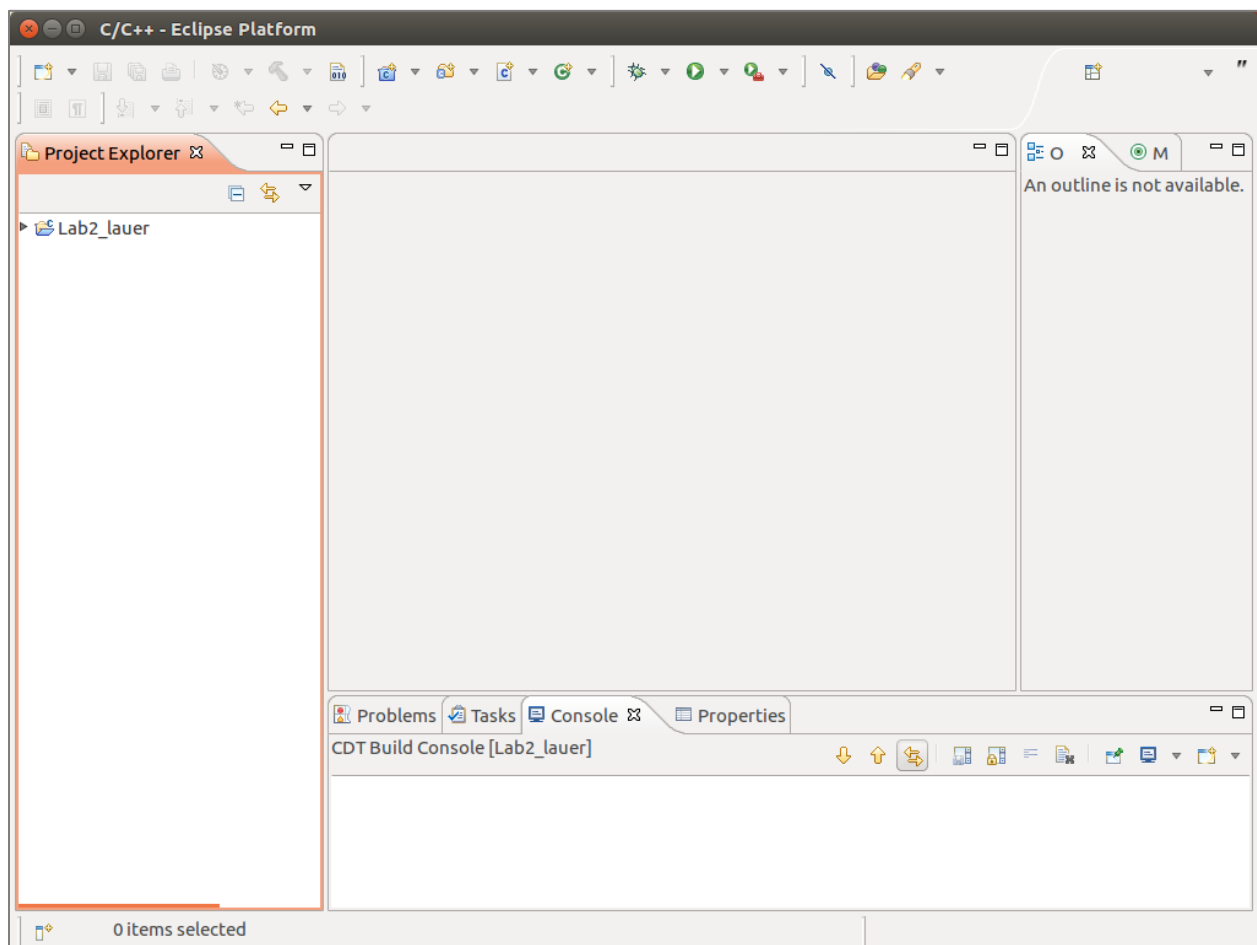 C/C++ - Eclipse Platform
010
Project Explorer
O
M
An outline is not available.
Lab2_lauer
Problems
Tasks
Console
Properties
CDT Build Console [Lab2_lauer]
0 items selected